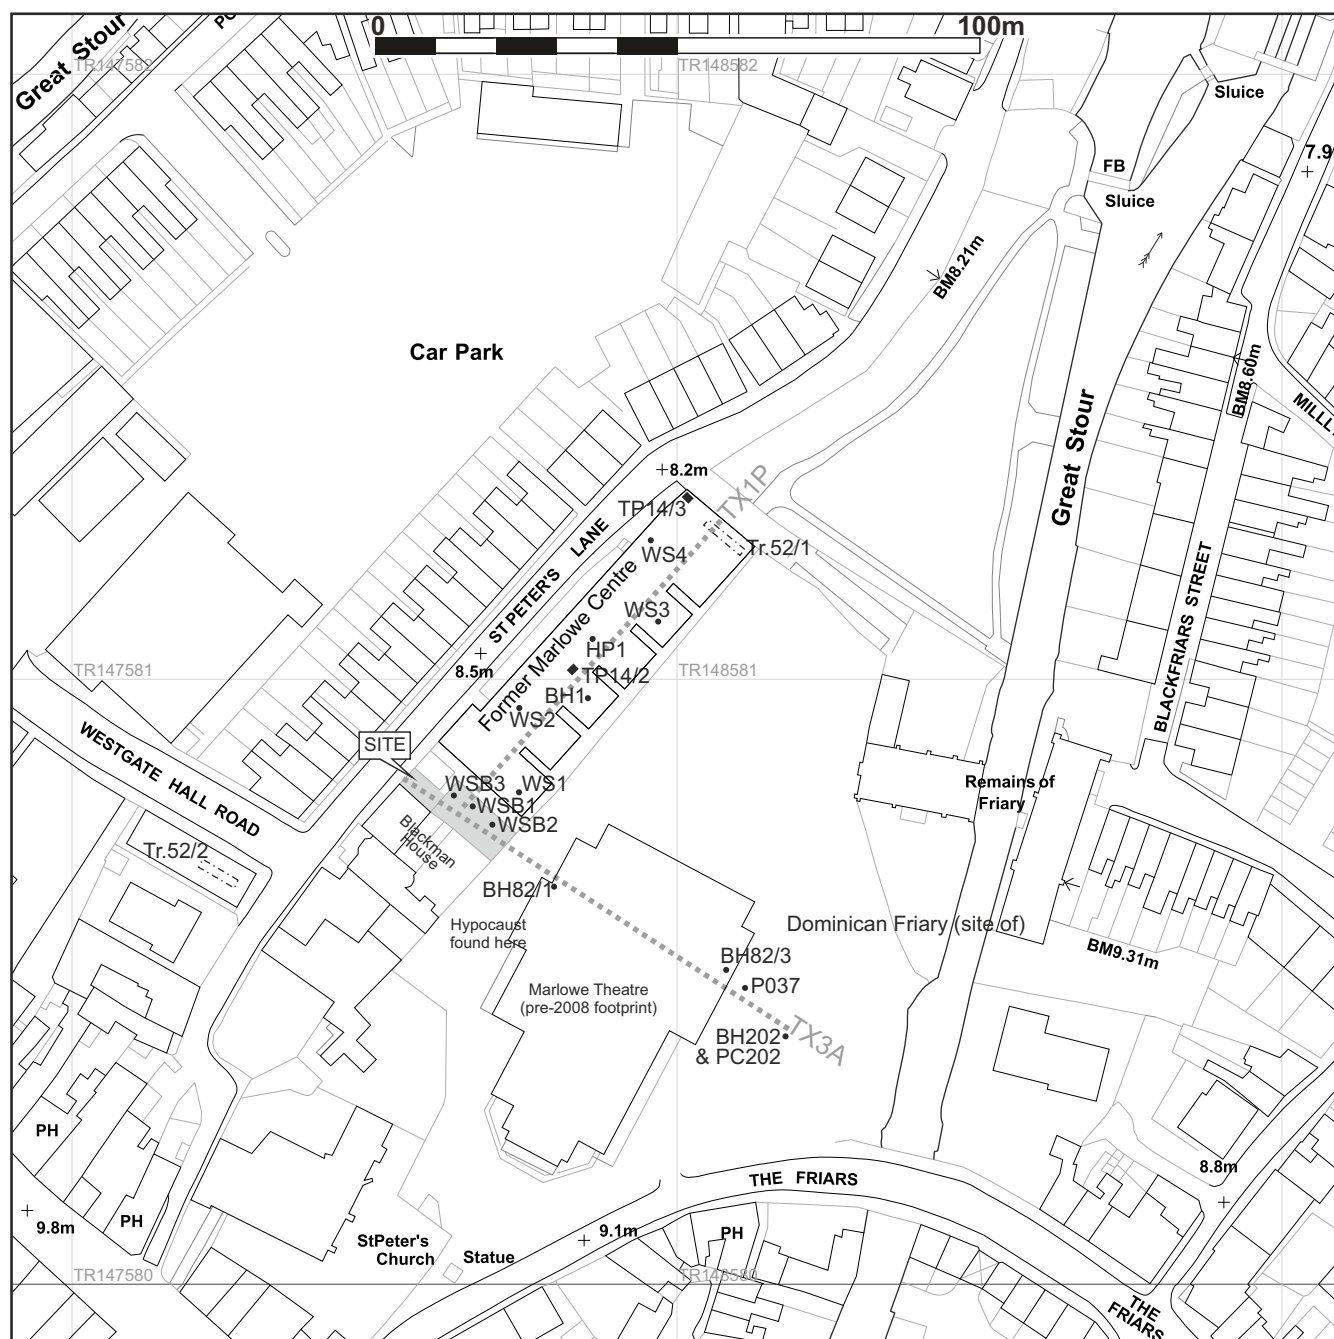 0
100m
Great Stour
TR147582
TR148582
Sluice
FB
Sluice
7.9
BM8.21m
Car Park
BM8.60m
Great Stour
8.2m
TX1P
TP14/3
WS4
Tr.52/1
ST PETER'S LANE
Former Marlowe Centre
WS3
HP1
8.5m
TR147581
TP14/2
TR148581
BH1
WS2
BLACKFRIARS STREET
SITE
WESTGATE HALL ROAD
WSB3
WS1
WSB1
WSB2
Remains of
Friary
Blackman
House
Tr.52/2
BH82/1
Hypocaust
found here
Dominican Friary (site of)
BM9.31m
BH82/3
P037
Marlowe Theatre
(pre-2008 footprint)
BH202
& PC202
TX3A
PH
8.8m
THE FRIARS
9.8m
PH
StPeter's
Church
Statue
9.1m
PH
TR147580
TR148580
THE
FRIARS